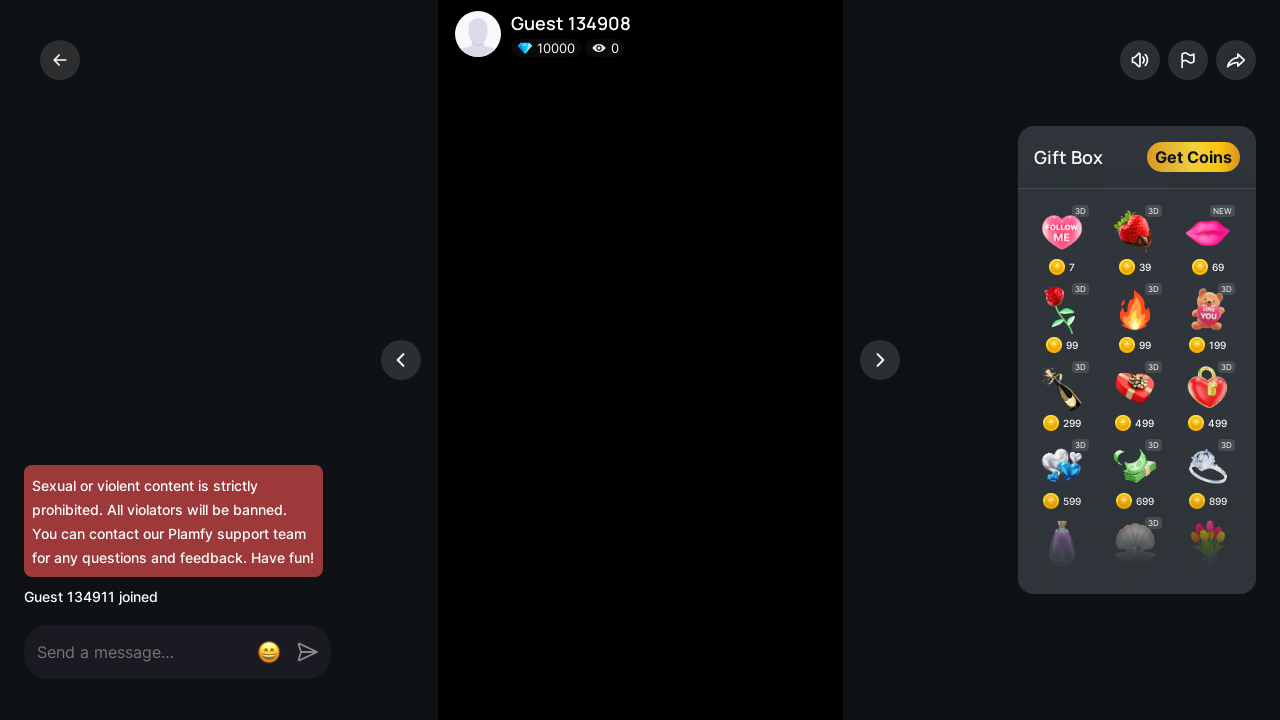 Guest 134908
10000 0
Gift Box
Get Coins
3D
3D
NEW
FOLLOW
ME
7
39
69
3D
3D
3D
LOVE
YOU
99
99
199
3D
3D
3D
299
499
499
3D
3D
3D
599
699
899
3D
Sexual or violent content is strictly
prohibited. All violators will be banned.
You can contact our Plamfy support team
for any questions and feedback. Have fun!
Guest 134911 joined
Send a message...